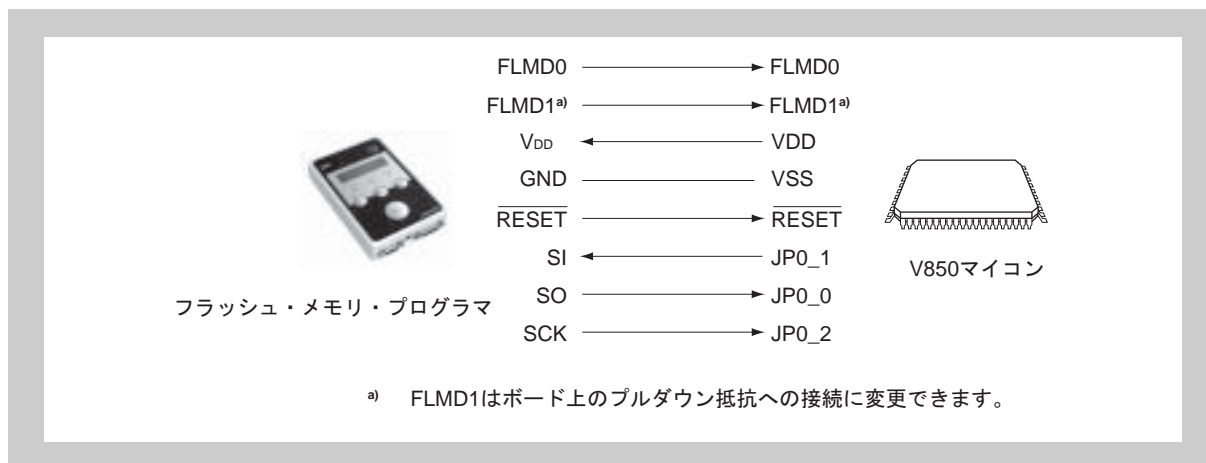 FLMD0 FLMD0
FLMD1a) FLMD1a)
VDD VDD
GND VSS
RESET RESET
SI JP0_1
SO JP0_0
SCK JP0_2
フラッシュ・メモリ・プログラマ
V850マイコン
a) FLMD1はボード上のプルダウン抵抗への接続に変更できます。